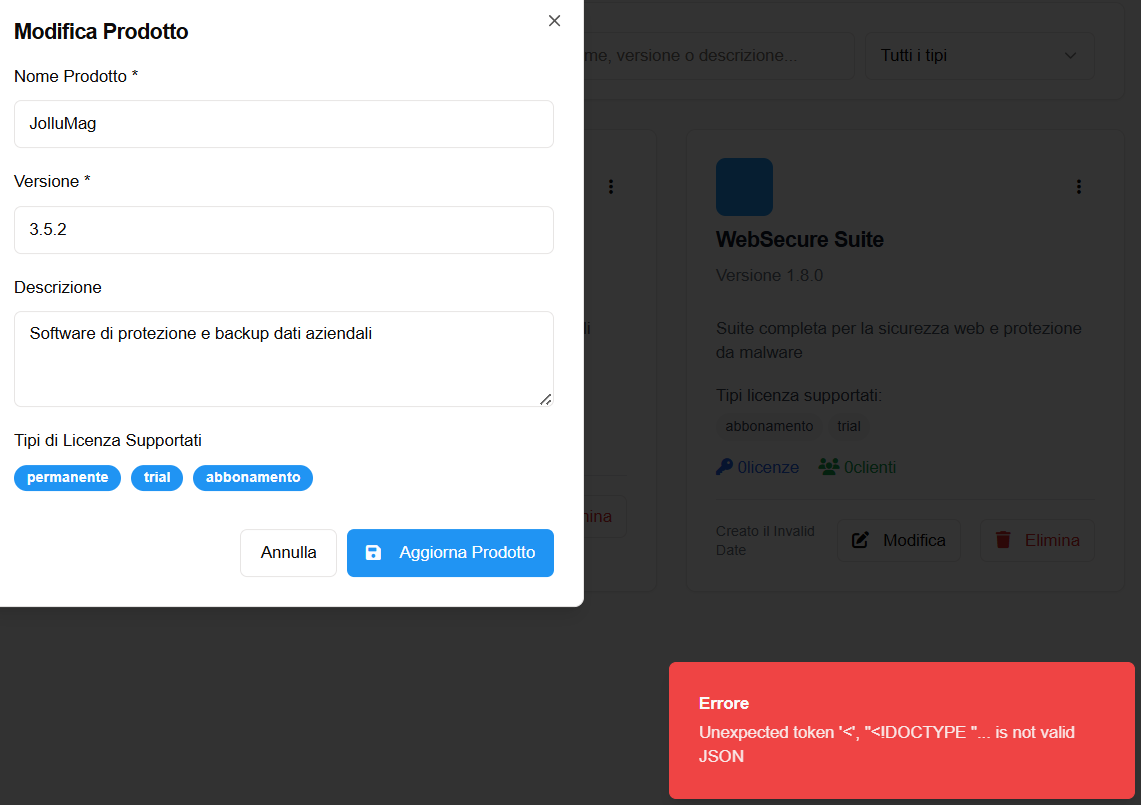 Modifica Prodotto
Nome Prodotto *
JolluMag
Versione *
3.5.2
Descrizione
Software di protezione e backup dati aziendali
Tipi di Licenza Supportati
permanente trial abbonamento
Annulla Aggiorna Prodotto
versione o descrizione...
Tutti i tipi
WebSecure Suite
Versione 1.8.0
Suite completa per la sicurezza web e protezione
da malware
Tipi licenza supportati:
abbonamento trial
0licenze 0clienti
Creato il Invalid
Date
Modifica Elimina
Errore
Unexpected token '<', "<!DOCTYPE "... is not valid
JSON